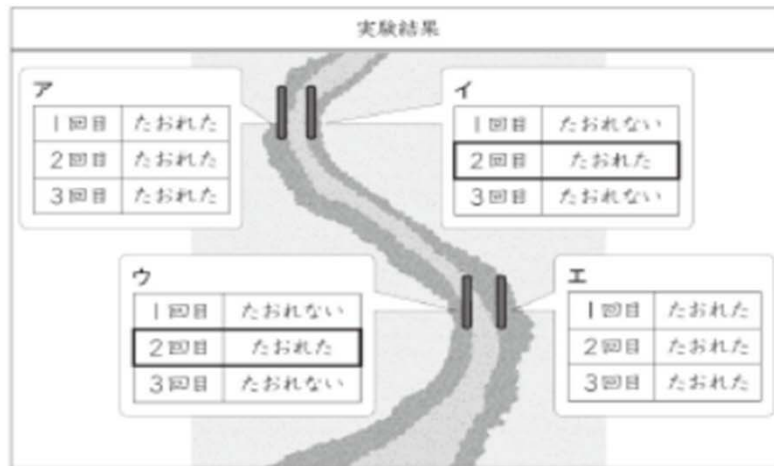 実験結果
ア
1回目 たおれた
2回目 たおれた
3回目 たおれた
イ
1回目 たおれない
2回目 たおれた
3回目 たおれない
ウ
1回目 たおれない
2回目 たおれた
3回目 たおれない
エ
1回目 たおれた
2回目 たおれた
3回目 たおれた